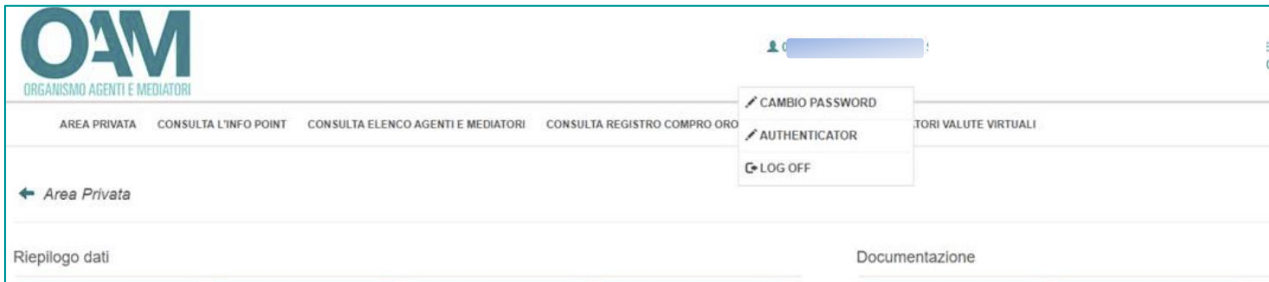 OAM
ORGANISMO AGENTI E MEDIATORI
CAMBIO PASSWORD
AUTHENTICATOR
LOG OFF
AREA PRIVATA CONSULTA L'INFO POINT CONSULTA ELENCO AGENTI E MEDIATORI CONSULTA REGISTRO COMPRO ORO TORI VALUTE VIRTUALI
Area Privata
Riepilogo dati
Documentazione